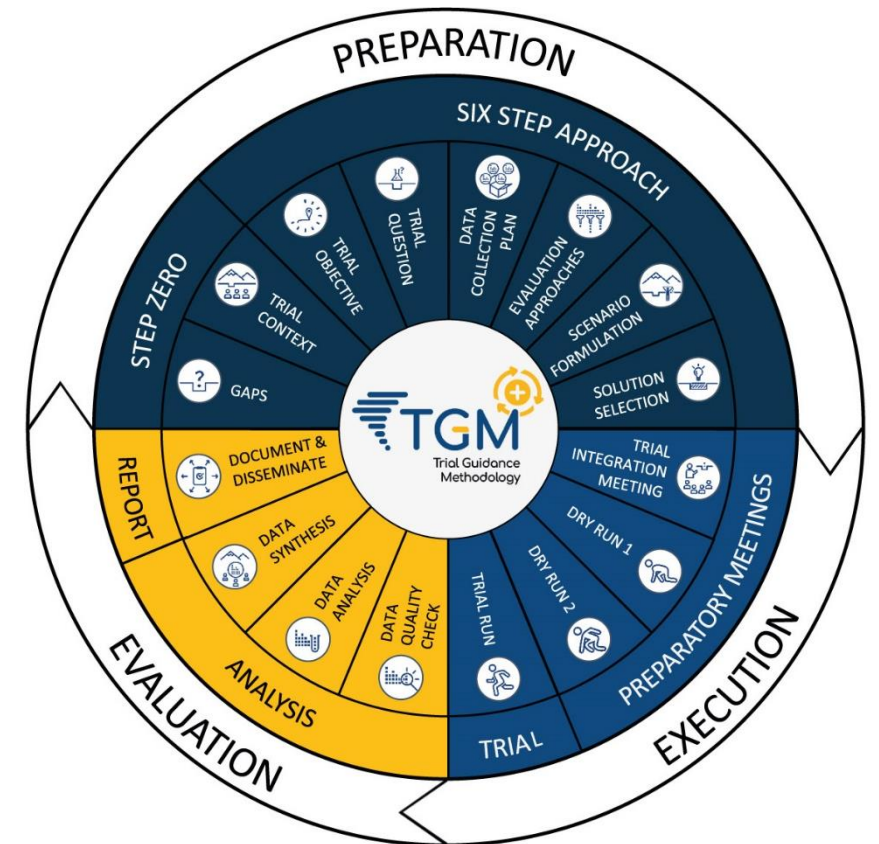 PREPARATION
SIX STEP APPROACH
STEP ZERO
GAPS
TRIAL
CONTEXT
TRIAL
OBJECTIVE
TRIAL
QUESTION
DATA
COLLECTION
PLAN
EVALUATION
APPROACHES
SCENARIO
FORMULATION
SOLUTION
SELECTION
TGM
Trial Guidance
Methodology
TRIAL
INTEGRATION
MEETING
DRY RUN 1
DRY RUN 2
TRIAL RUN
PREPARATORY MEETINGS
TRIAL
EXECUTION
DATA
QUALITY
CHECK
DATA
ANALYSIS
DATA
SYNTHESIS
DOCUMENT &
DISSEMINATE
ANALYSIS
REPORT
EVALUATION